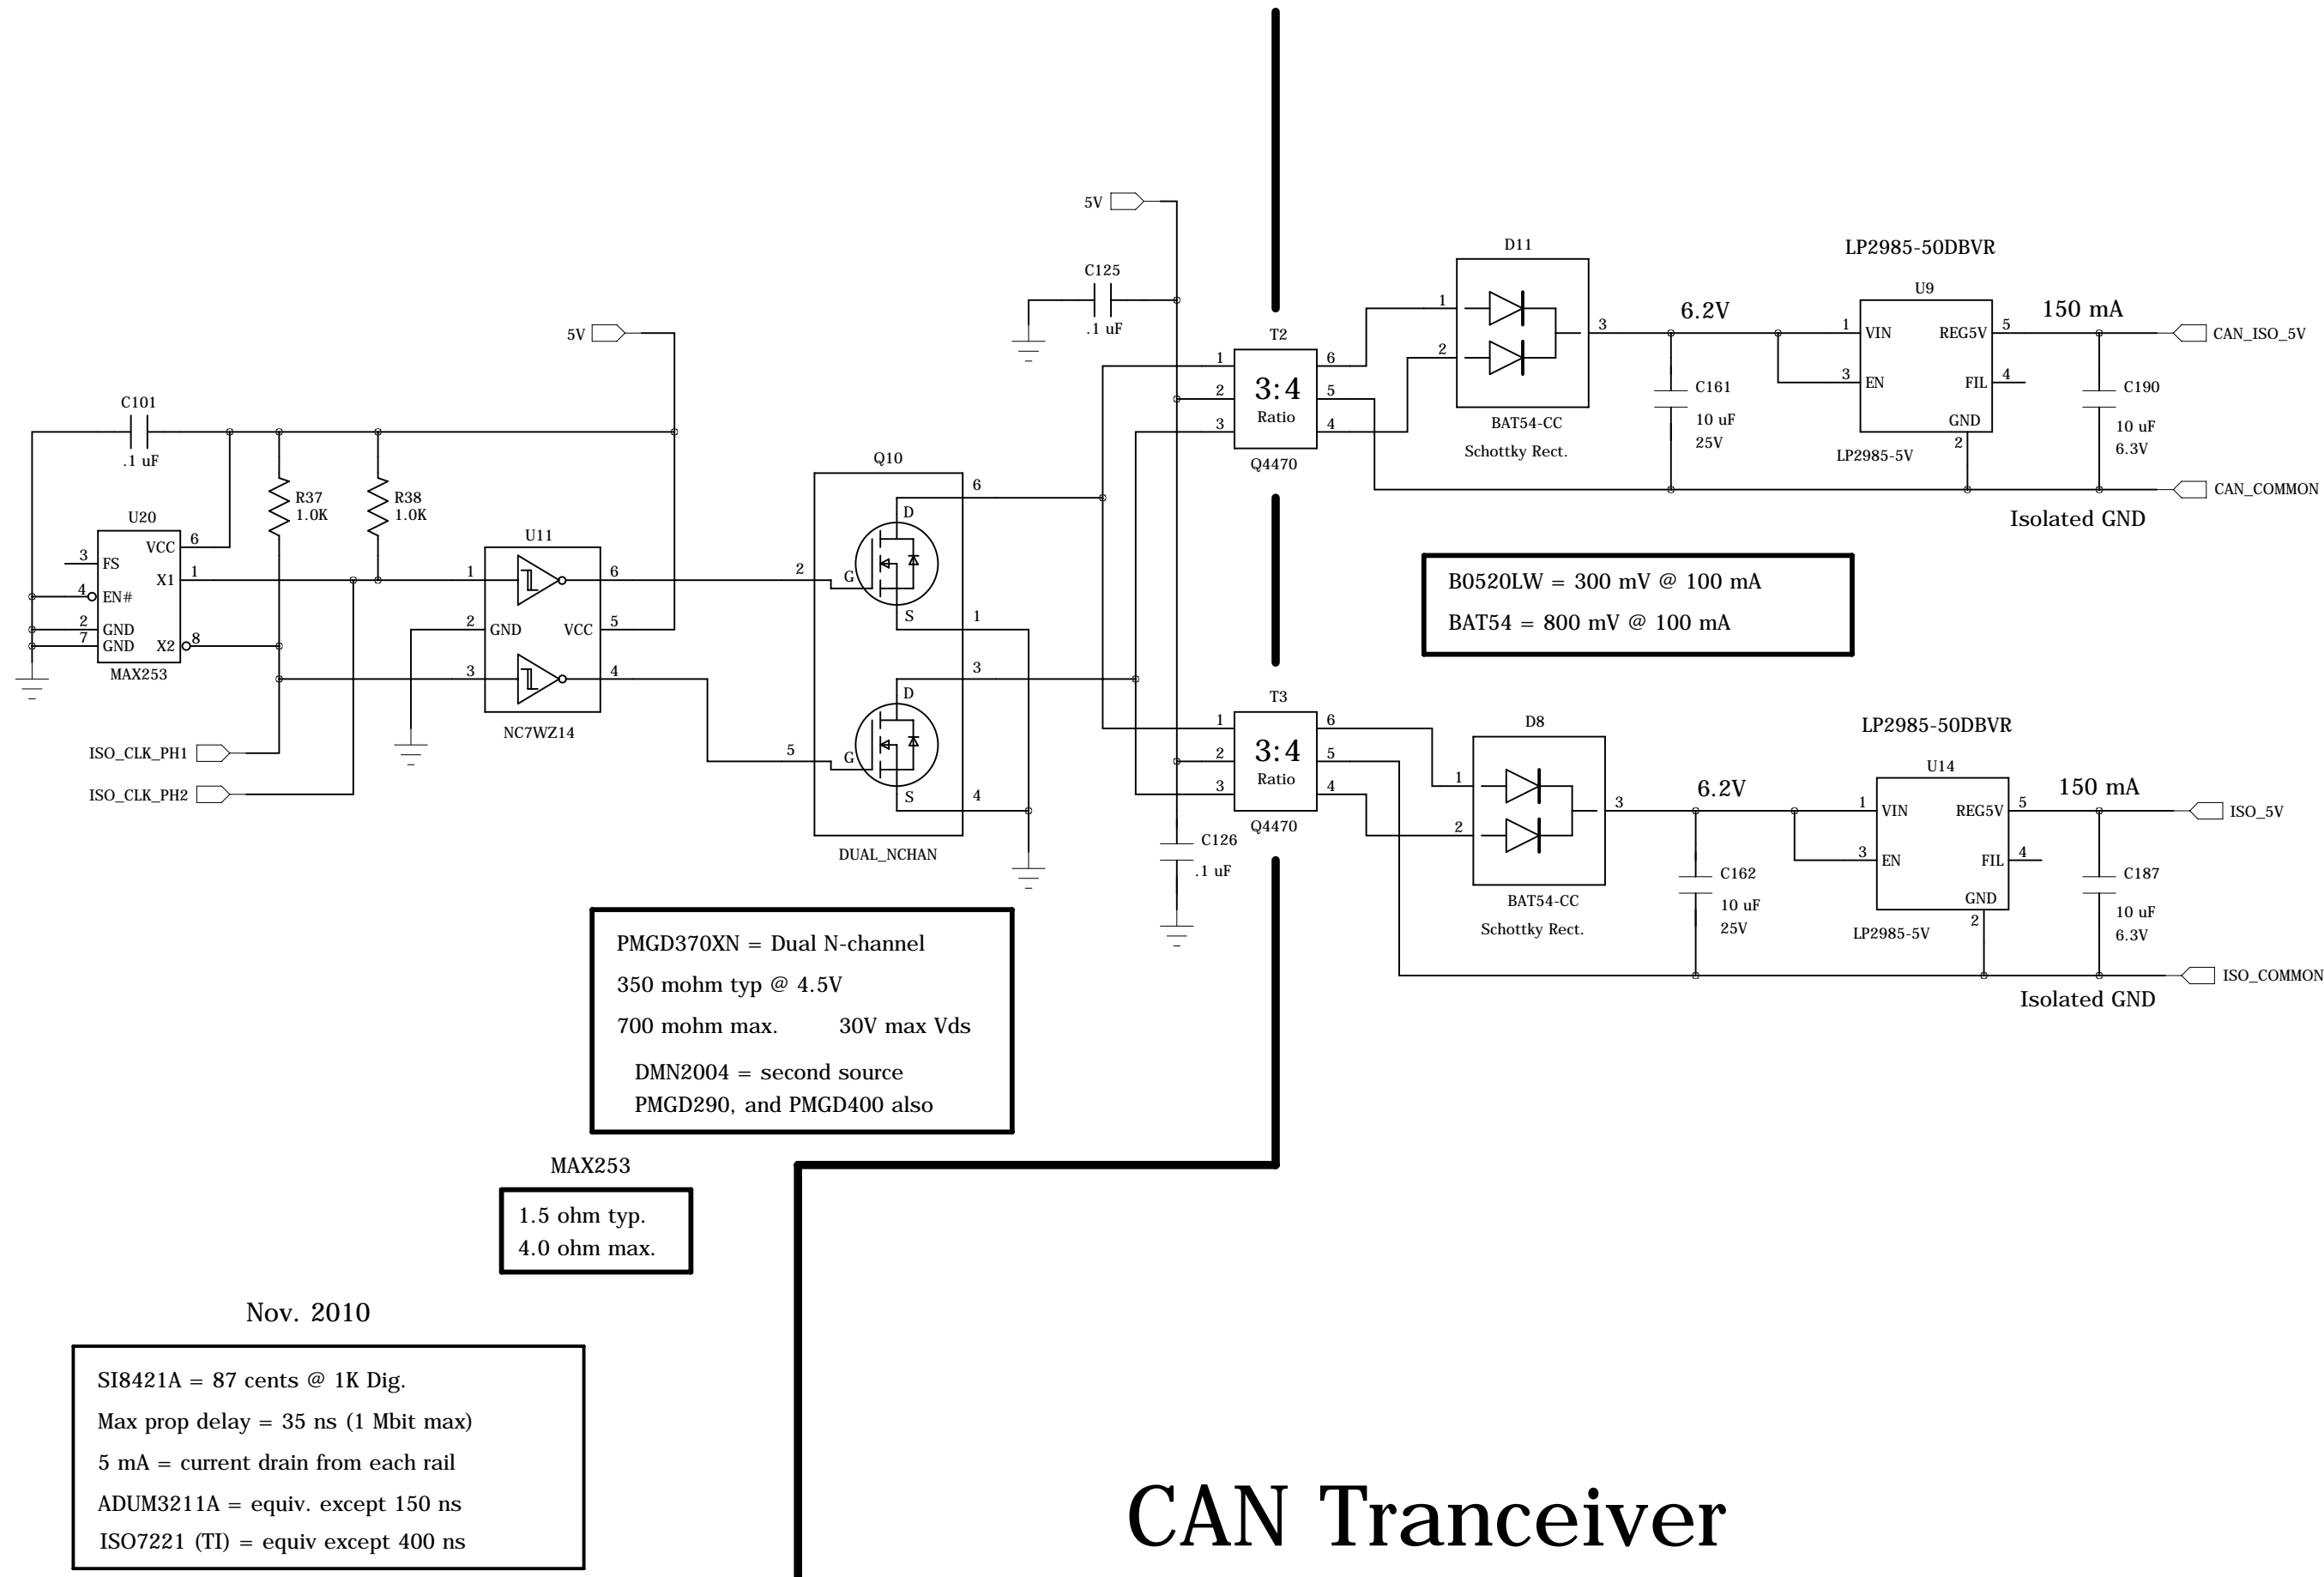 5V
C125
.1 uF
5V
C101
.1 uF
R37
1.0K
R38
1.0K
U20
3 FS
VCC 6
X1 1
4 EN#
2 GND
7 GND
X2 8
MAX253
ISO_CLK_PH1
ISO_CLK_PH2
U11
1 6
2 GND VCC 5
3 4
NC7WZ14
Q10
2 G D 6
S 1
D 3
5 G S 4
DUAL_NCHAN
T2
1 6
2 3:4 5
Ratio
3 4
Q4470
D11
1
2
3
BAT54-CC
Schottky Rect.
6.2V
C161
10 uF
25V
LP2985-50DBVR
U9
1 VIN REG5V 5
3 EN FIL 4
GND
2
LP2985-5V
150 mA
C190
10 uF
6.3V
CAN_ISO_5V
CAN_COMMON
Isolated GND
B0520LW = 300 mV @ 100 mA
BAT54 = 800 mV @ 100 mA
T3
1 6
2 3:4 5
Ratio
3 4
Q4470
C126
.1 uF
D8
1
2
3
BAT54-CC
Schottky Rect.
6.2V
C162
10 uF
25V
LP2985-50DBVR
U14
1 VIN REG5V 5
3 EN FIL 4
GND
2
LP2985-5V
150 mA
C187
10 uF
6.3V
ISO_5V
ISO_COMMON
Isolated GND
PMGD370XN = Dual N-channel
350 mohm typ @ 4.5V
700 mohm max. 30V max Vds
DMN2004 = second source
PMGD290, and PMGD400 also
MAX253
1.5 ohm typ.
4.0 ohm max.
Nov. 2010
SI8421A = 87 cents @ 1K Dig.
Max prop delay = 35 ns (1 Mbit max)
5 mA = current drain from each rail
ADUM3211A = equiv. except 150 ns
ISO7221 (TI) = equiv except 400 ns
CAN Tranceiver